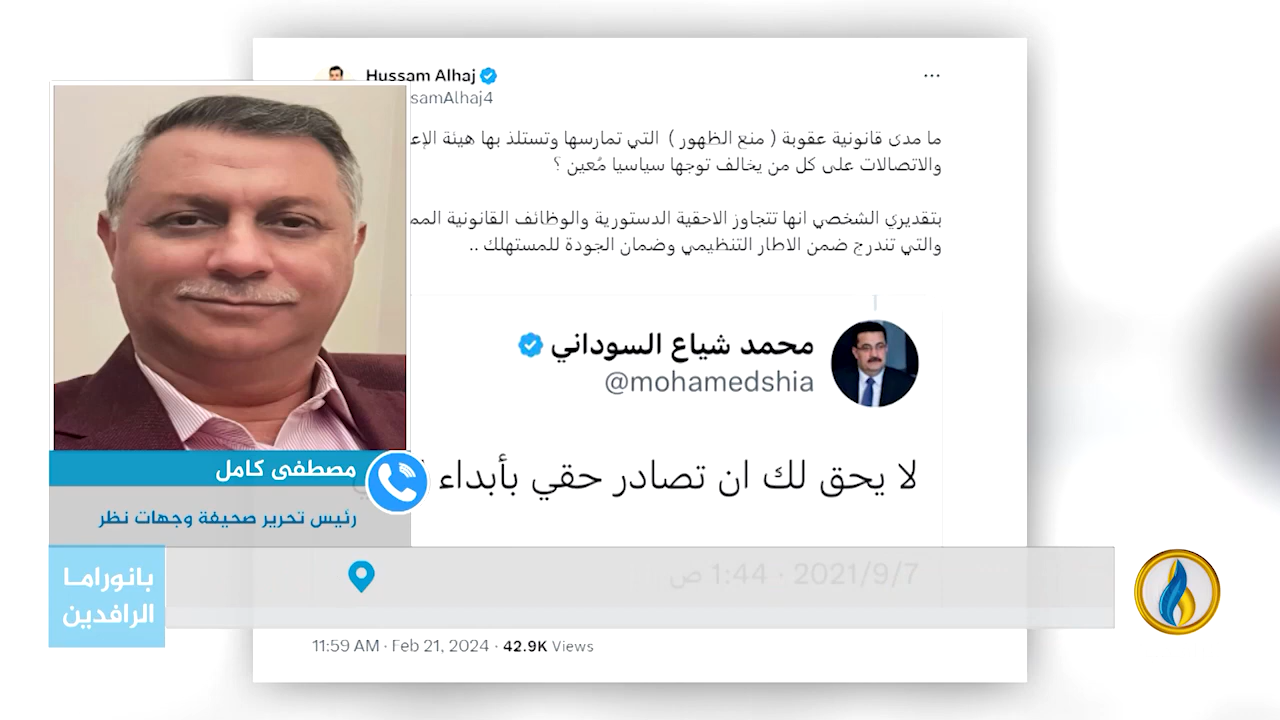 Hussam Alhaj
samAlhaj4
ما مدى قانونية عقوبة ( منع الظهور ) التي تمارسها وتستلذ بها هيئة الإع
والاتصالات على كل من يخالف توجها سياسيا مُعين ؟
بتقديري الشخصي انها تتجاوز الاحقية الدستورية والوظائف القانونية المم
والتي تندرج ضمن الاطار التنظيمي وضمان الجودة للمستهلك ..
محمد شياع السوداني
@mohamedshia
لا يحق لك ان تصادر حقي بأبداء
1:44 ص · 2021/9/7
11:59 AM · Feb 21, 2024 · 42.9K Views
مصطفى كامل
رئيس تحرير صحيفة وجهات نظر
بانوراما
الرافدين